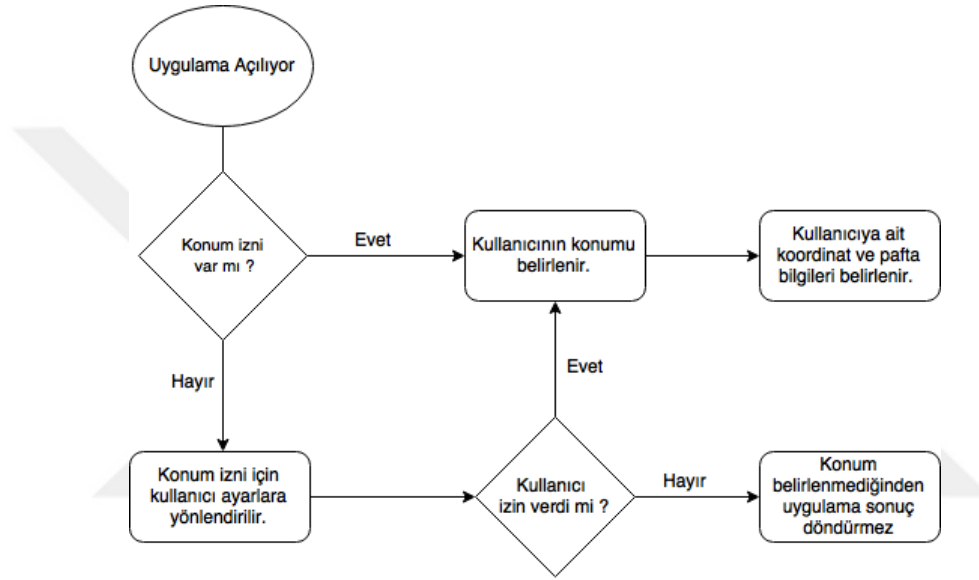 Uygulama Açılıyor
Konum izni
var mı ?
Evet
Kullanıcının konumu
belirlenir.
Kullanıcıya ait
koordinat ve pafta
bilgileri belirlenir.
Hayır
Evet
Konum izni için
kullanıcı ayarlara
yönlendirilir.
Kullanıcı
izin verdi mi ?
Hayır
Konum
belirlenmediğinden
uygulama sonuç
döndürmez